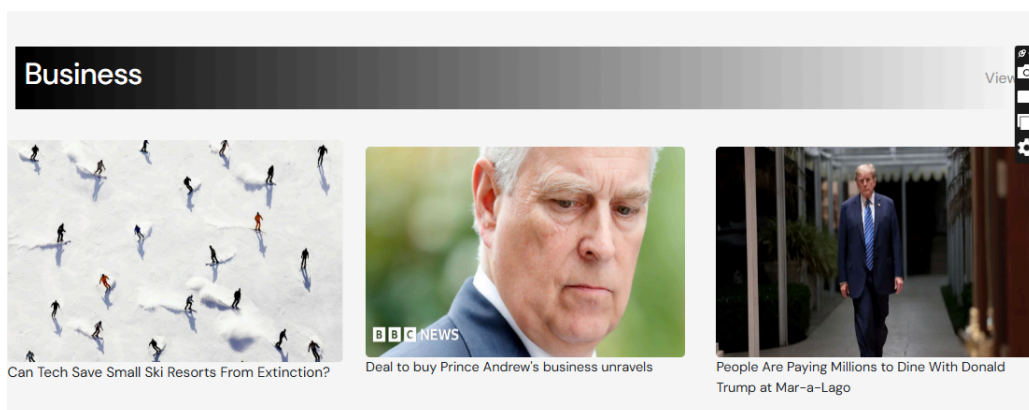 Business
View
BBC NEWS
Can Tech Save Small Ski Resorts From Extinction?
Deal to buy Prince Andrew's business unravels
People Are Paying Millions to Dine With Donald
Trump at Mar-a-Lago